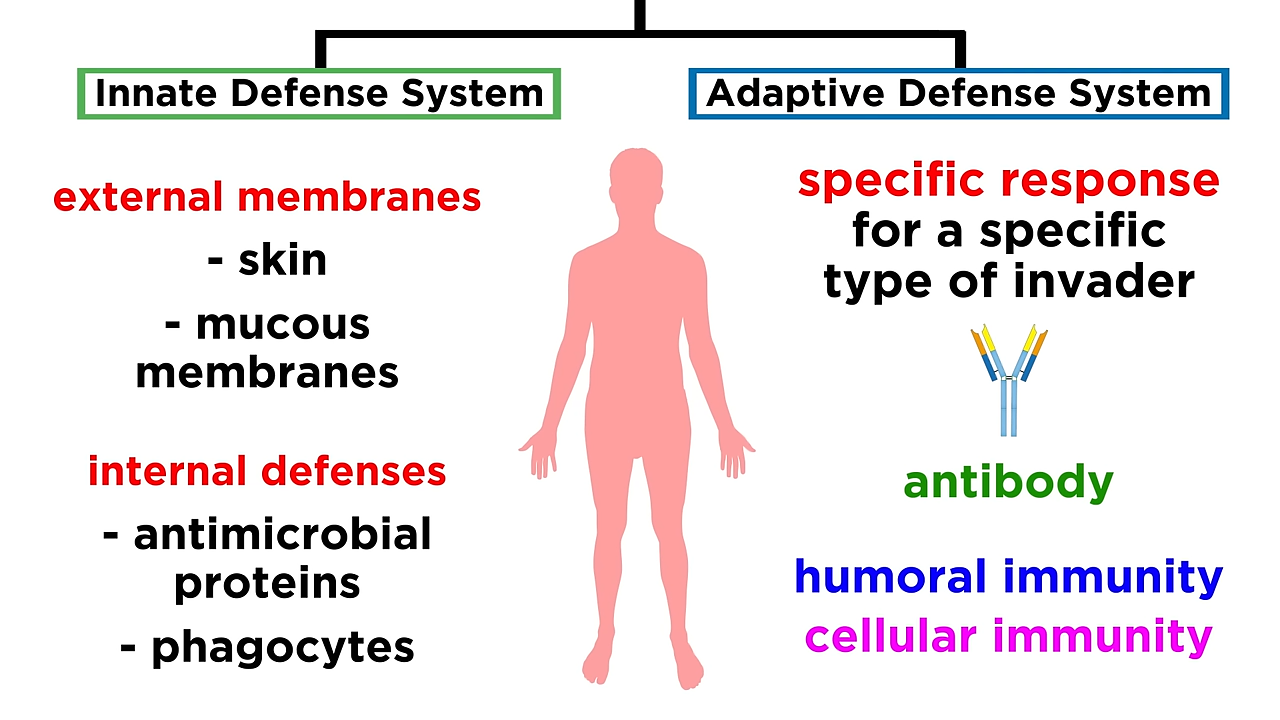 Innate Defense System
external membranes
- skin
- mucous
membranes
internal defenses
- antimicrobial
proteins
- phagocytes
Adaptive Defense System
specific response
for a specific
type of invader
antibody
humoral immunity
cellular immunity